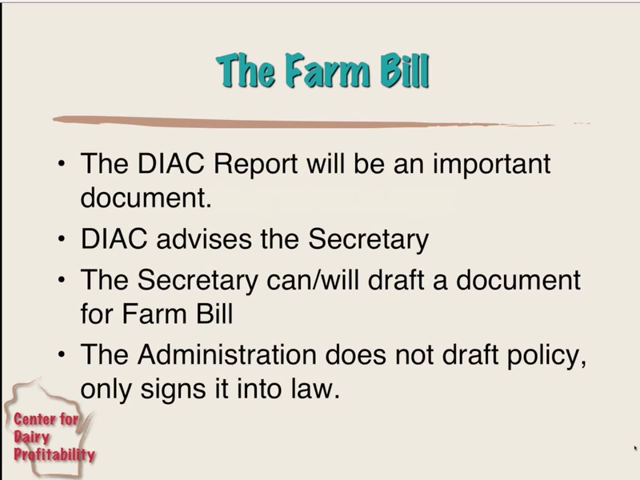 The Farm Bill
• The DIAC Report will be an important
document.
• DIAC advises the Secretary
• The Secretary can/will draft a document
for Farm Bill
• The Administration does not draft policy,
only signs it into law.
Center for
Dairy
Profitability